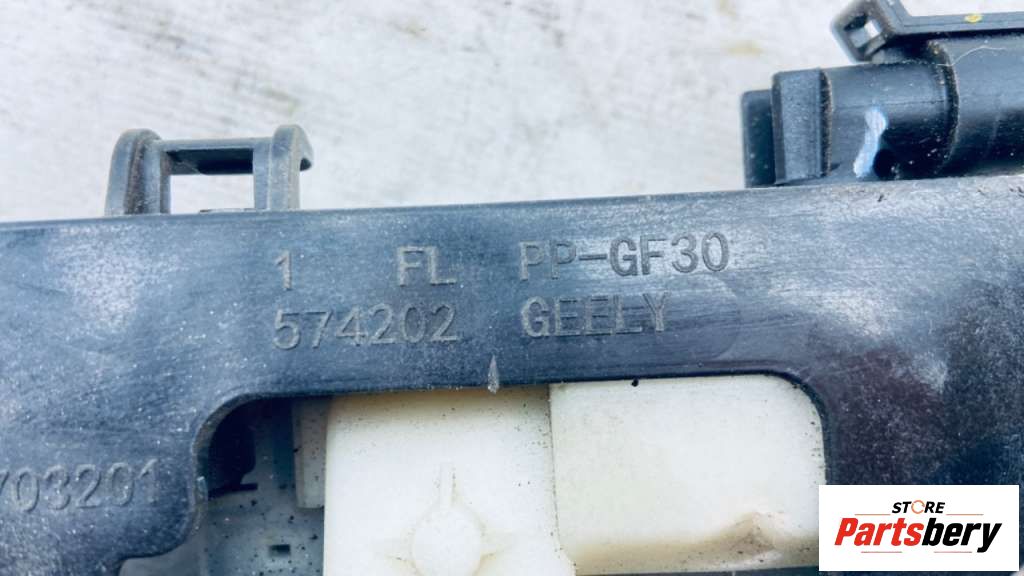 1 FL PP-GF30
574202 GEELY
703201
STORE
Partsbery